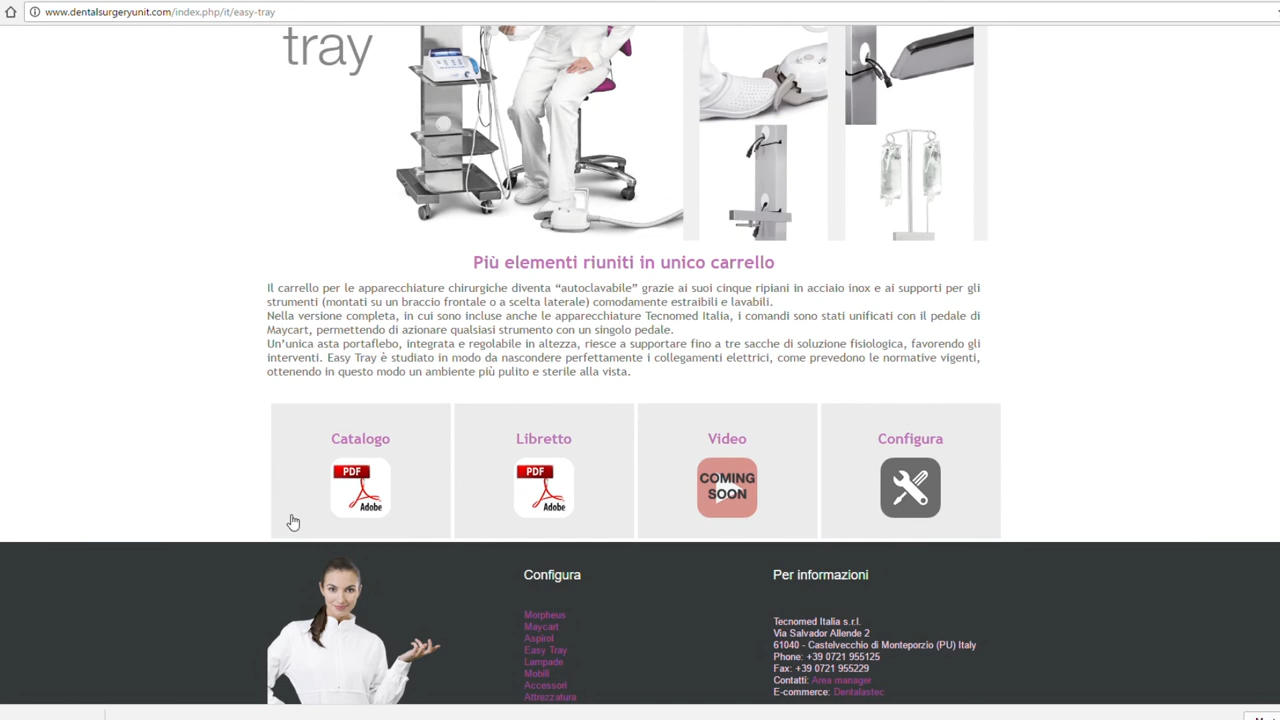 www.dentalsurgeryunit.com/index.php/it/easy-tray
tray
Più elementi riuniti in unico carrello
Il carrello per le apparecchiature chirurgiche diventa “autoclavabile” grazie ai suoi cinque ripiani in acciaio inox e ai supporti per gli
strumenti (montati su un braccio frontale o a scelta laterale) comodamente estraibili e lavabili.
Nella versione completa, in cui sono incluse anche le apparecchiature Tecnomed Italia, i comandi sono stati unificati con il pedale di
Maycart, permettendo di azionare qualsiasi strumento con un singolo pedale.
Un’unica asta portaflebo, integrata e regolabile in altezza, riesce a supportare fino a tre sacche di soluzione fisiologica, favorendo gli
interventi. Easy Tray è studiato in modo da nascondere perfettamente i collegamenti elettrici, come prevedono le normative vigenti,
ottenendo in questo modo un ambiente più pulito e sterile alla vista.
Catalogo
Libretto
Video
Configura
PDF
Adobe
PDF
Adobe
COMING
SOON
Configura
Morpheus
Maycart
Aspirol
Easy Tray
Lampade
Mobili
Accessori
Attrezzatura
Per informazioni
Tecnomed Italia s.r.l.
Via Salvador Allende 2
61040 - Castelvecchio di Monteporzio (PU) Italy
Phone: +39 0721 955125
Fax: +39 0721 955229
Contatti: Area manager
E-commerce: Dentalastec